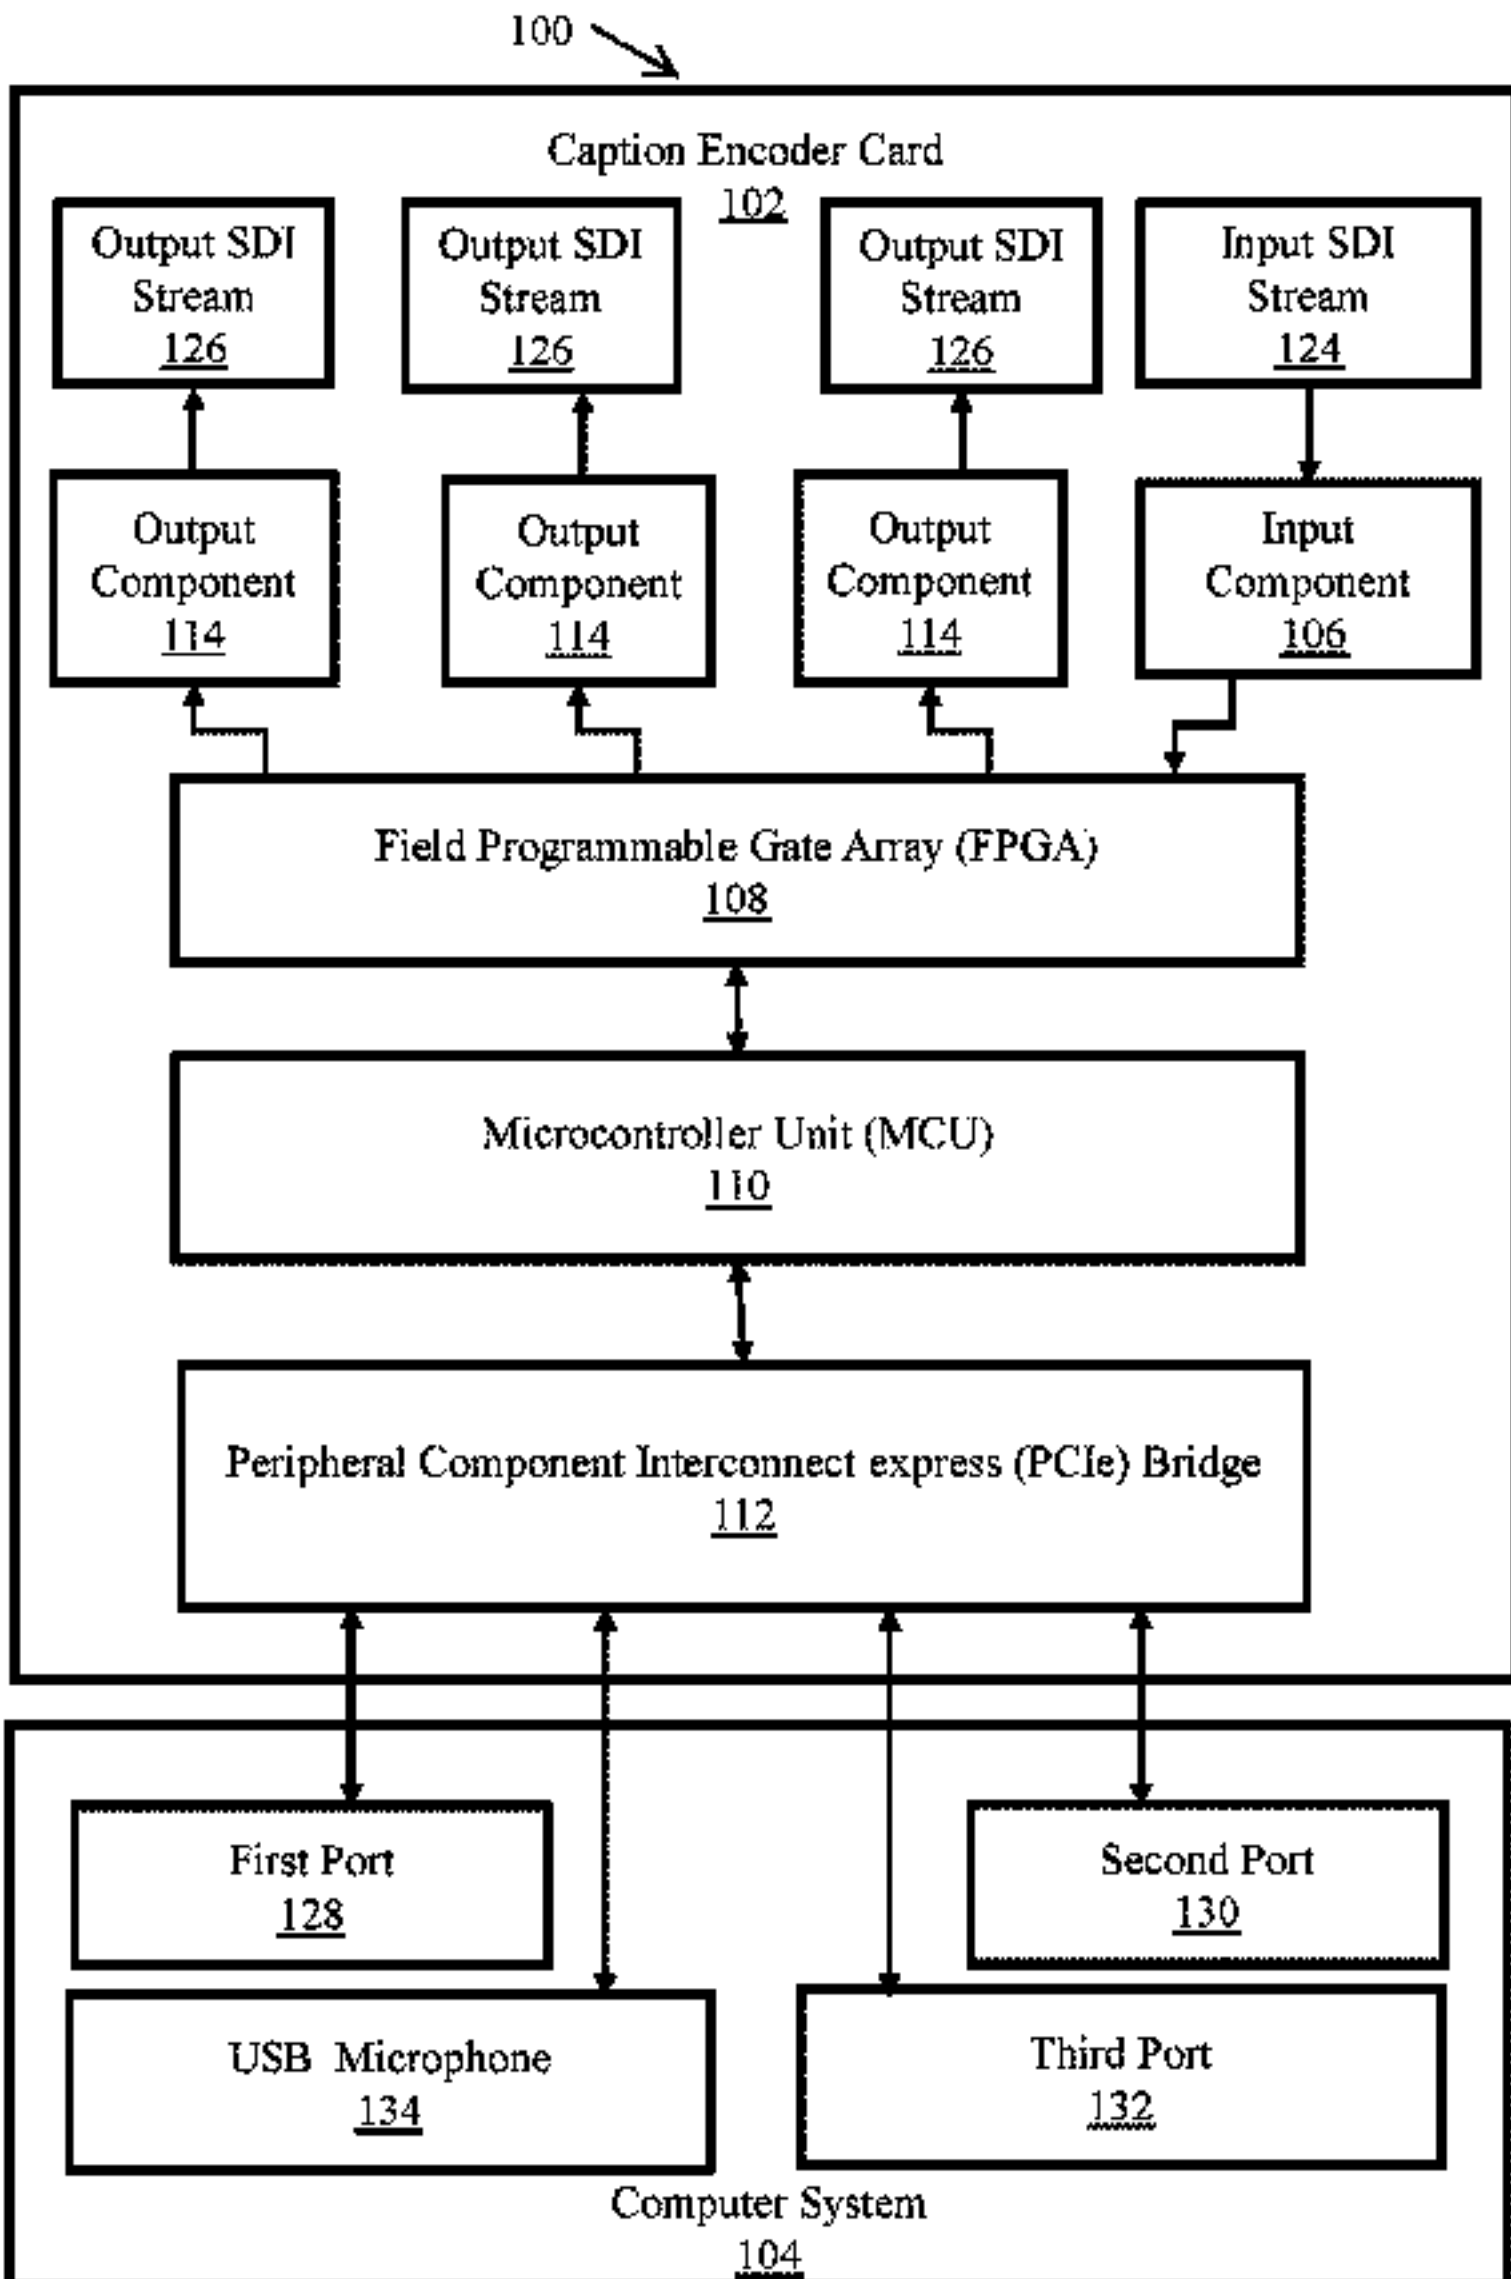 100
Caption Encoder Card
102
Output SDI
Stream
126
Output SDI
Stream
126
Output SDI
Stream
126
Input SDI
Stream
124
Output
Component
114
Output
Component
114
Output
Component
114
Input
Component
106
Field Programmable Gate Array (FPGA)
108
Microcontroller Unit (MCU)
110
Peripheral Component Interconnect express (PCIe) Bridge
112
First Port
128
Second Port
130
USB Microphone
134
Third Port
132
Computer System
104